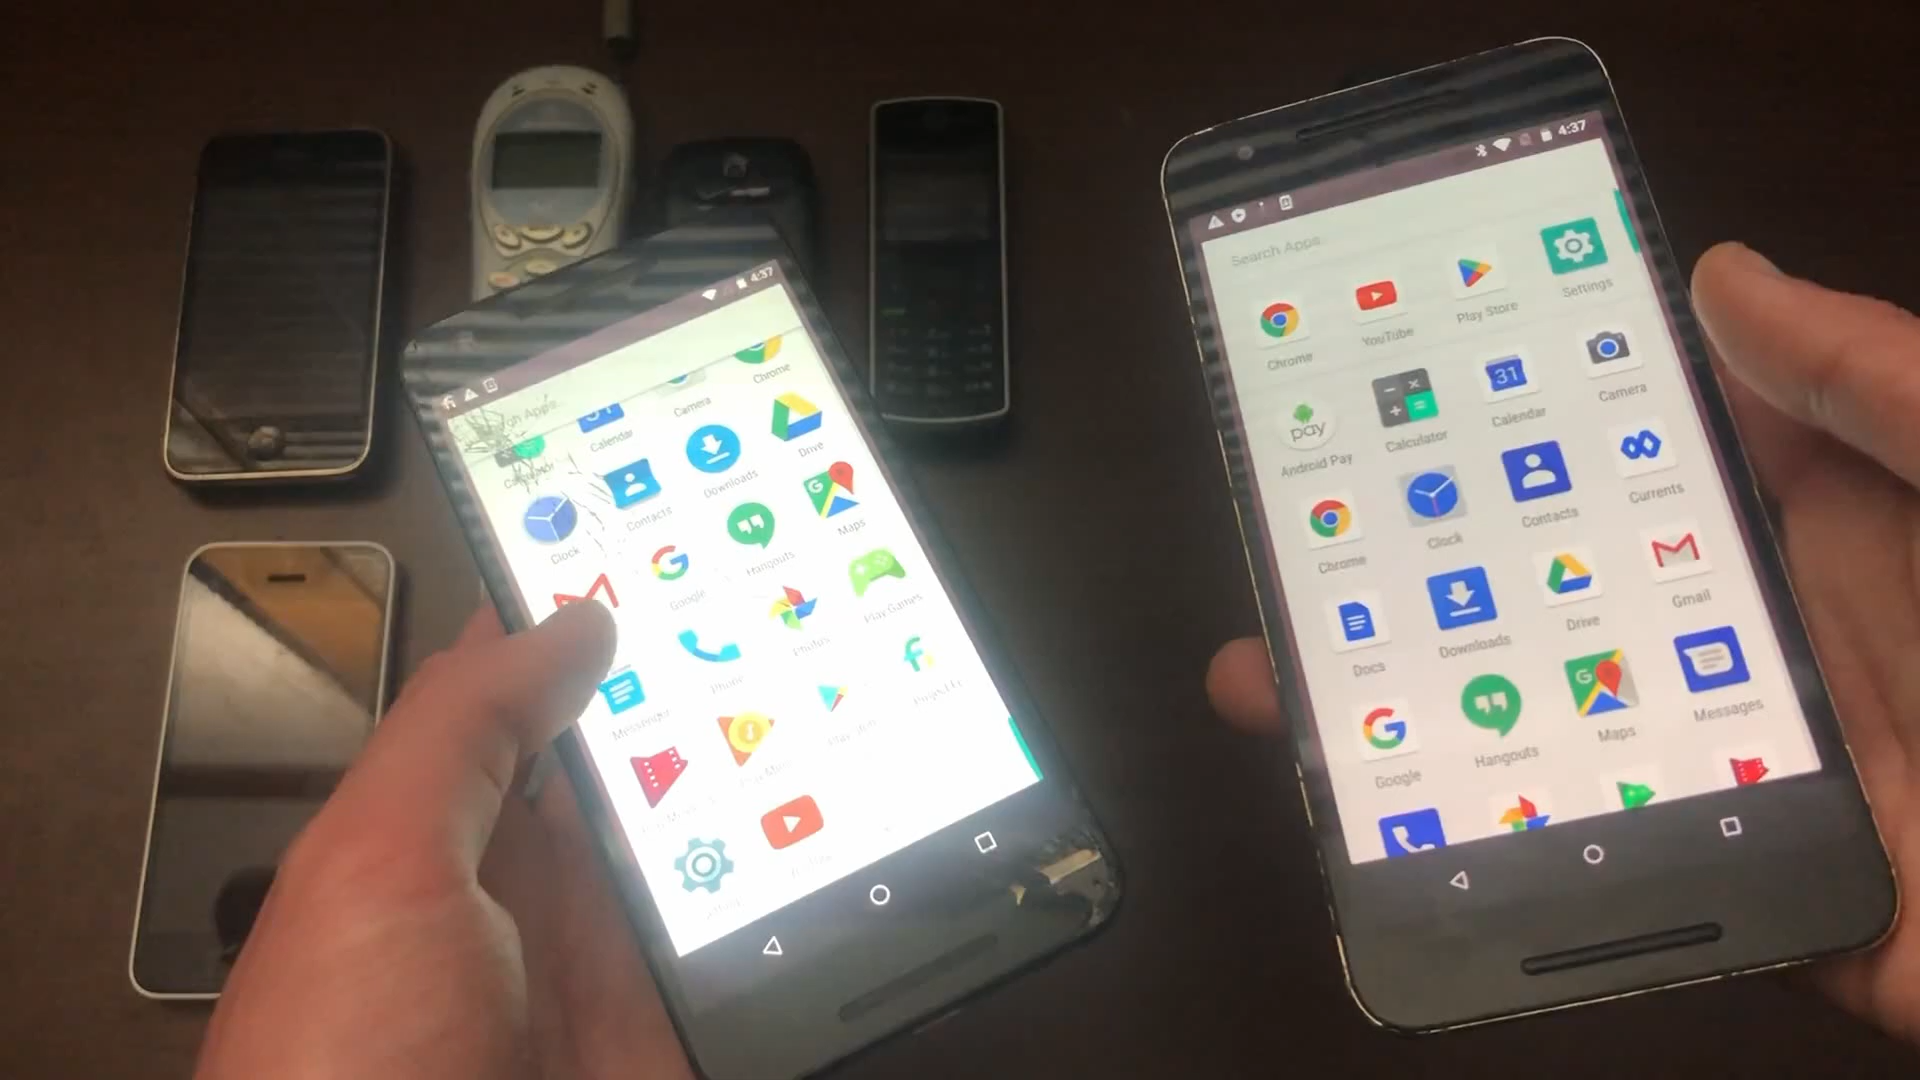 4:37
Chrome
Camera
Calendar
Drive
Downloads
Contacts
Clock
Maps
Hangouts
Google
Play Games
Photos
Phone
Messenger
4:37
Search Apps
Chrome
YouTube
Play Store
Settings
pay
31
Android Pay
Calculator
Calendar
Camera
Chrome
Clock
Contacts
Currents
Docs
Downloads
Drive
Gmail
Google
Hangouts
Maps
Messages